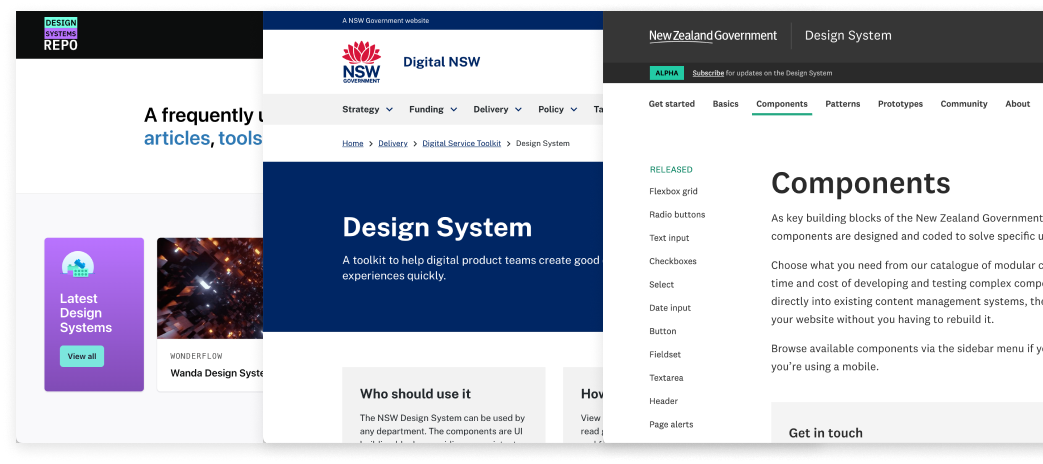 DESIGN
SYSTEMS
REPO
A frequently
articles, tools
Latest
Design
Systems
View all
WONDERFLOW
Wanda Design
A NSW Government website
NSW
GOVERNMENT
Digital NSW
Strategy
Funding
Delivery
Policy
Home > Delivery > Digital Service Toolkit > Design System
Design System
A toolkit to help digital product teams create good
experiences quickly.
Who should use it
The NSW Design System can be used by
any department. The components are UI
View
read
New Zealand Government
Design System
ALPHA
Subscribe for updates on the Design System
Get started
Basics
Components
Patterns
Prototypes
Community
About
RELEASED
Flexbox grid
Radio buttons
Text input
Checkboxes
Select
Date input
Button
Fieldset
Textarea
Header
Page alerts
Components
As key building blocks of the New Zealand Government
components are designed and coded to solve specific
Choose what you need from our catalogue of modular
time and cost of developing and testing complex
directly into existing content management systems,
your website without you having to rebuild it.
Browse available components via the sidebar menu if
you're using a mobile.
Get in touch